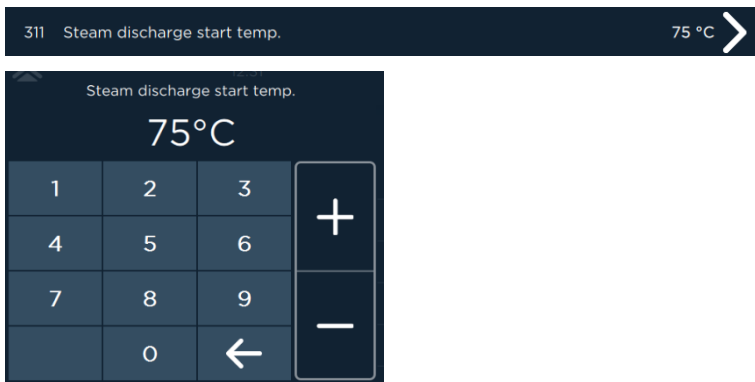 311 Steam discharge start temp. 75 °C
Steam discharge start temp.
75°C
1 2 3
4 5 6
7 8 9
0